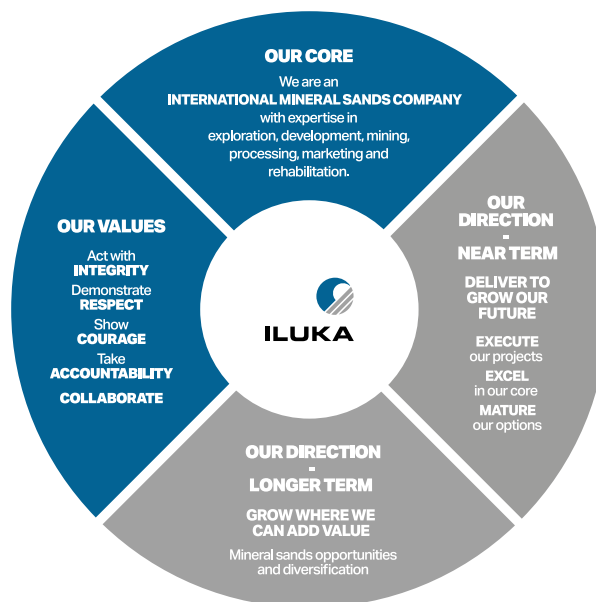 OUR CORE
We are an
INTERNATIONAL MINERAL SANDS COMPANY
with expertise in
exploration, development, mining,
processing, marketing and
rehabilitation.
OUR
DIRECTION
-
NEAR TERM
DELIVER TO
GROW OUR
FUTURE
EXECUTE
our projects
EXCEL
in our core
MATURE
our options
OUR DIRECTION
-
LONGER TERM
GROW WHERE WE
CAN ADD VALUE
Mineral sands opportunities
and diversification
OUR VALUES
Act with
INTEGRITY
Demonstrate
RESPECT
Show
COURAGE
Take
ACCOUNTABILITY
COLLABORATE
ILUKA